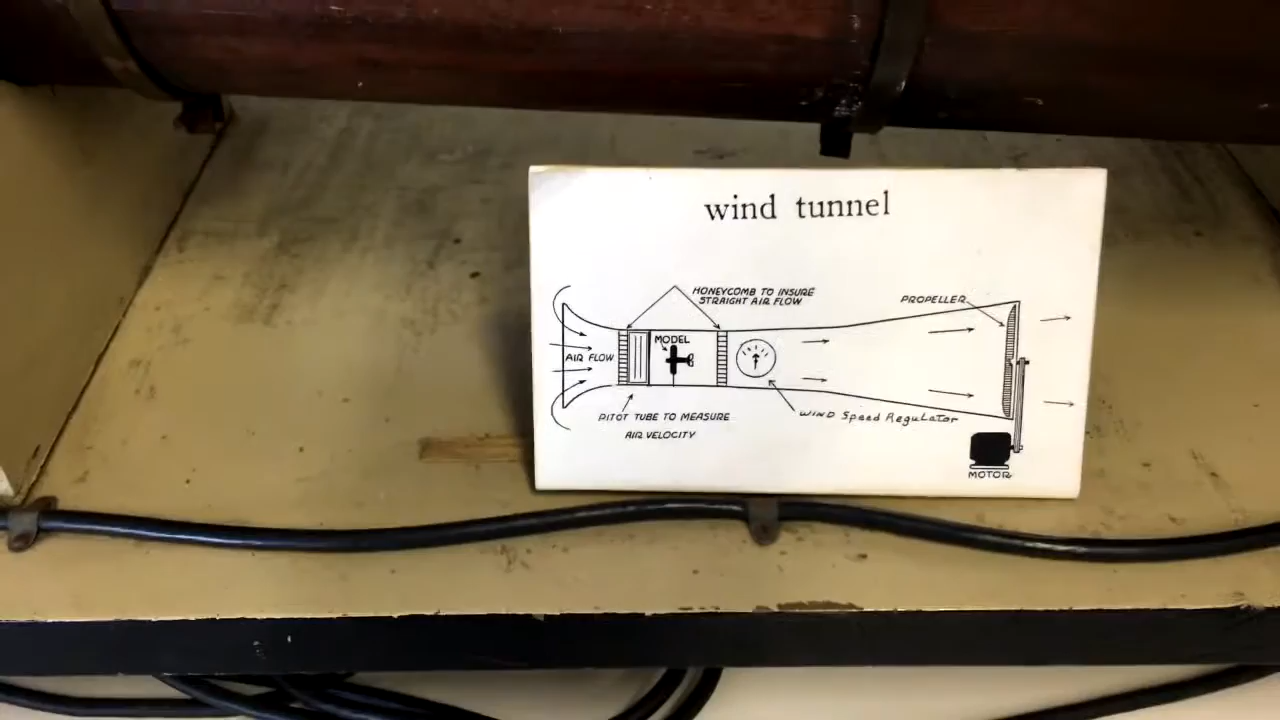 wind tunnel
HONEYCOMB TO INSURE
STRAIGHT AIR FLOW
PROPELLER
MODEL
AIR FLOW
PITOT TUBE TO MEASURE
AIR VELOCITY
WIND Speed Regulator
MOTOR